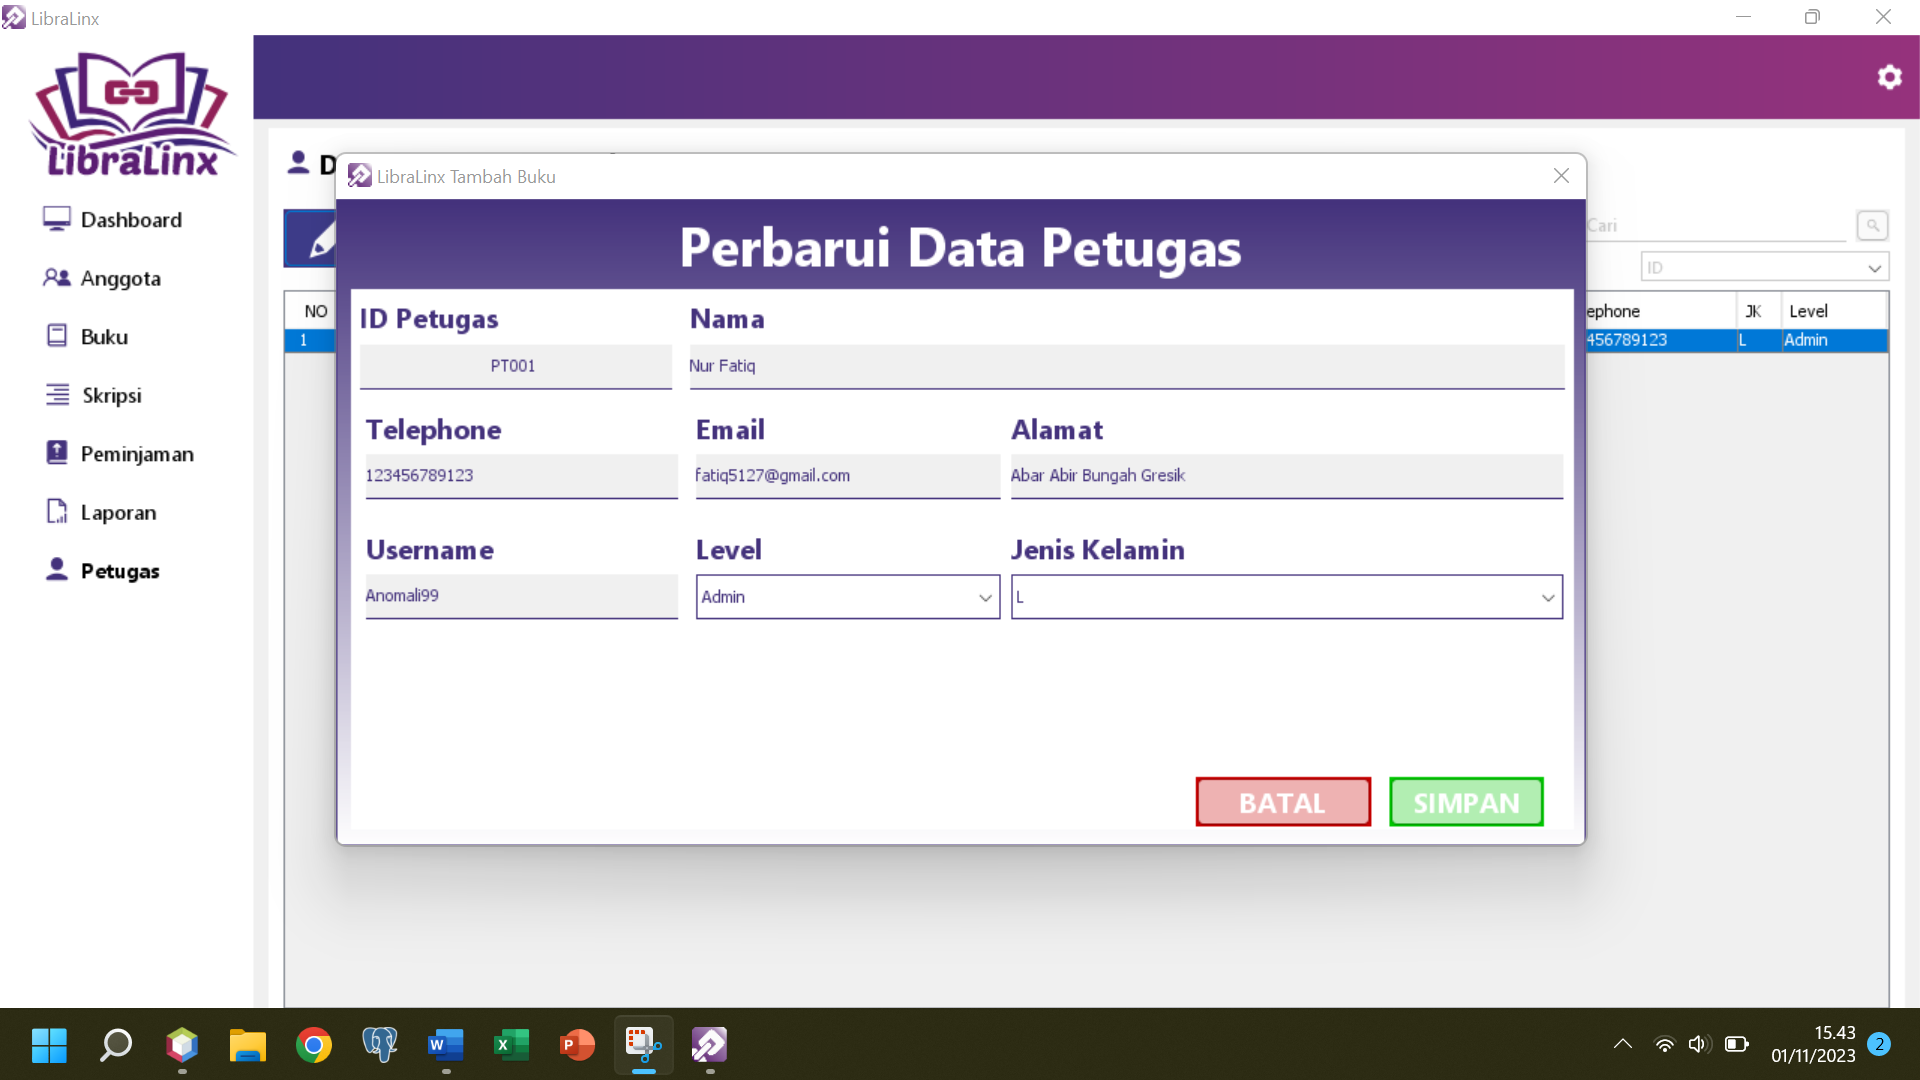 LibraLinx
LibraLinx
Dashboard
Anggota
Buku
Skripsi
Peminjaman
Laporan
Petugas
D
Cari
ID
NO
ephone
JK
Level
1
456789123
L
Admin
LibraLinx Tambah Buku
Perbarui Data Petugas
ID Petugas
Nama
PT001
Nur Fatiq
Telephone
Email
Alamat
123456789123
fatiq5127@gmail.com
Abar Abir Bungah Gresik
Username
Level
Jenis Kelamin
Anomali99
Admin
L
BATAL
SIMPAN
W
X
P
15.43
01/11/2023
2